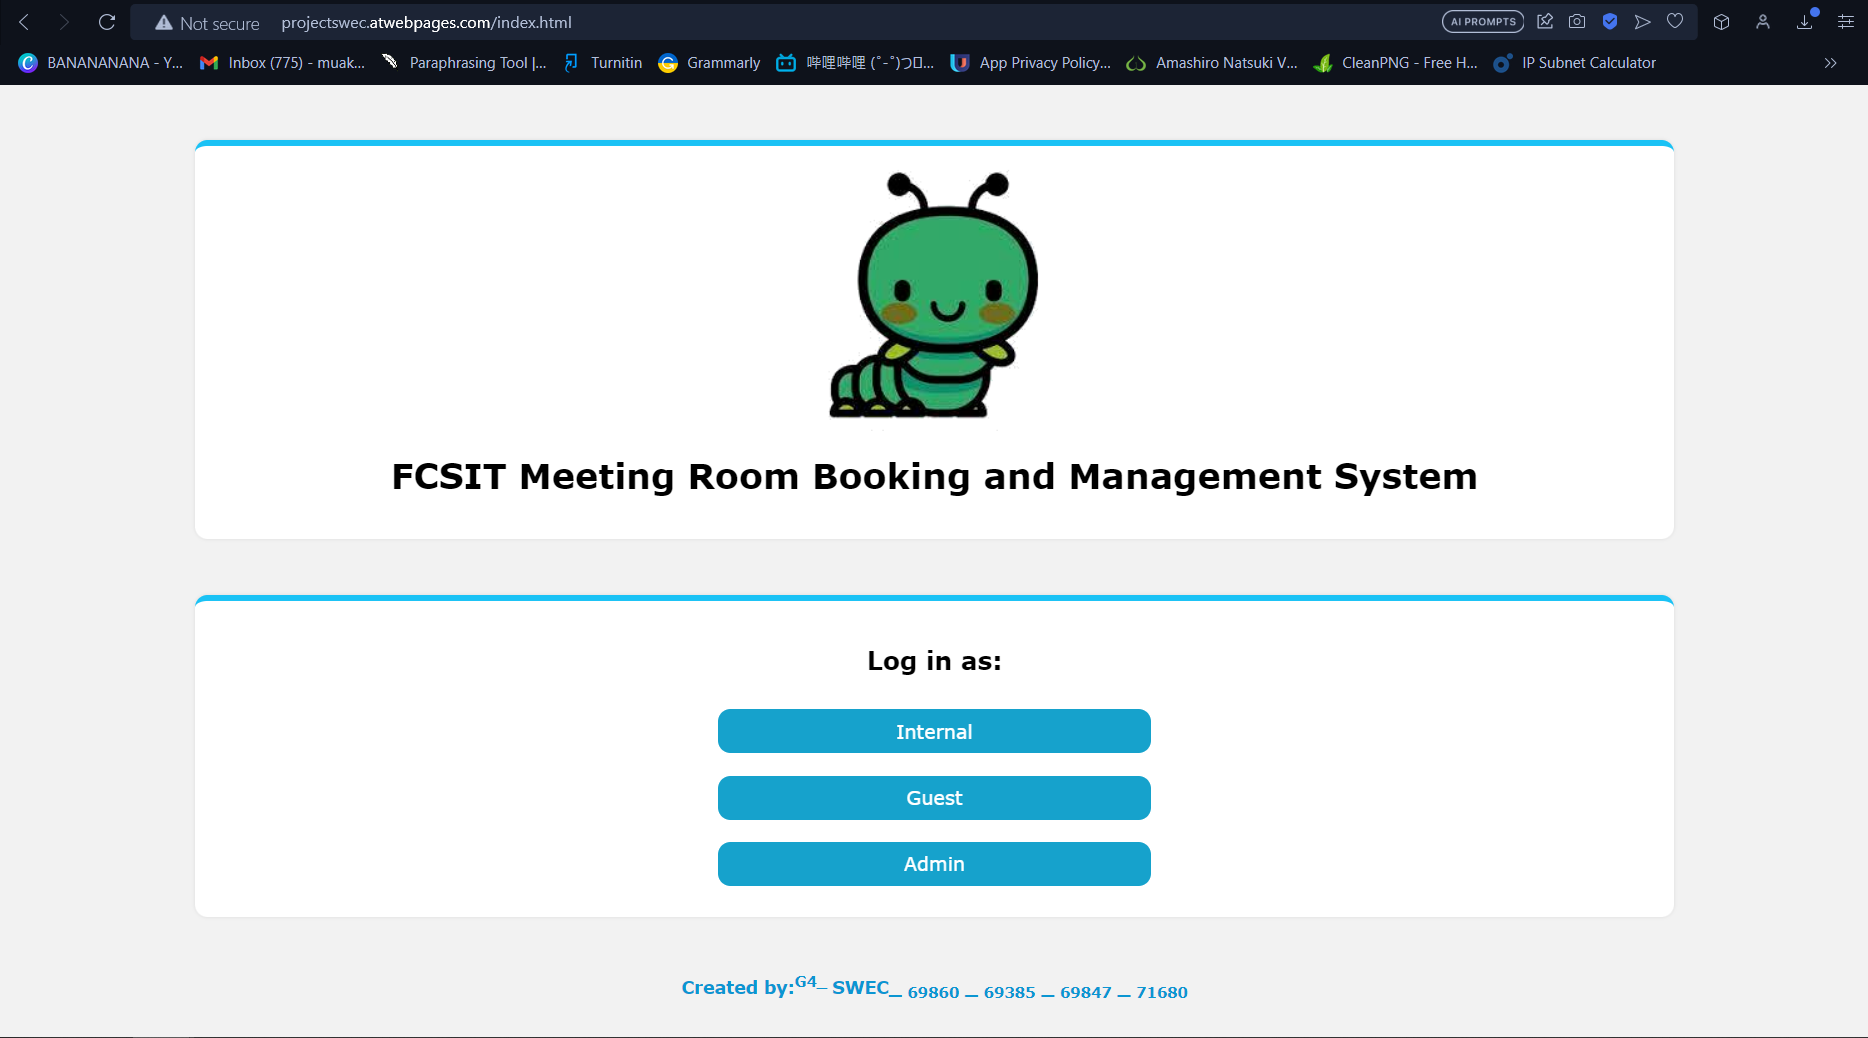 Not secure projectswec.atwebpages.com/index.html AI PROMPTS
BANANANANA - Y... Inbox (775) - muak... Paraphrasing Tool |... Turnitin Grammarly 哔哩哔哩 (˚-˚)つロ... App Privacy Policy... Amashiro Natsuki V... CleanPNG - Free H... IP Subnet Calculator
FCSIT Meeting Room Booking and Management System
Log in as:
Internal
Guest
Admin
Created by:G4_ SWEC_ 69860 _ 69385 _ 69847 _ 71680